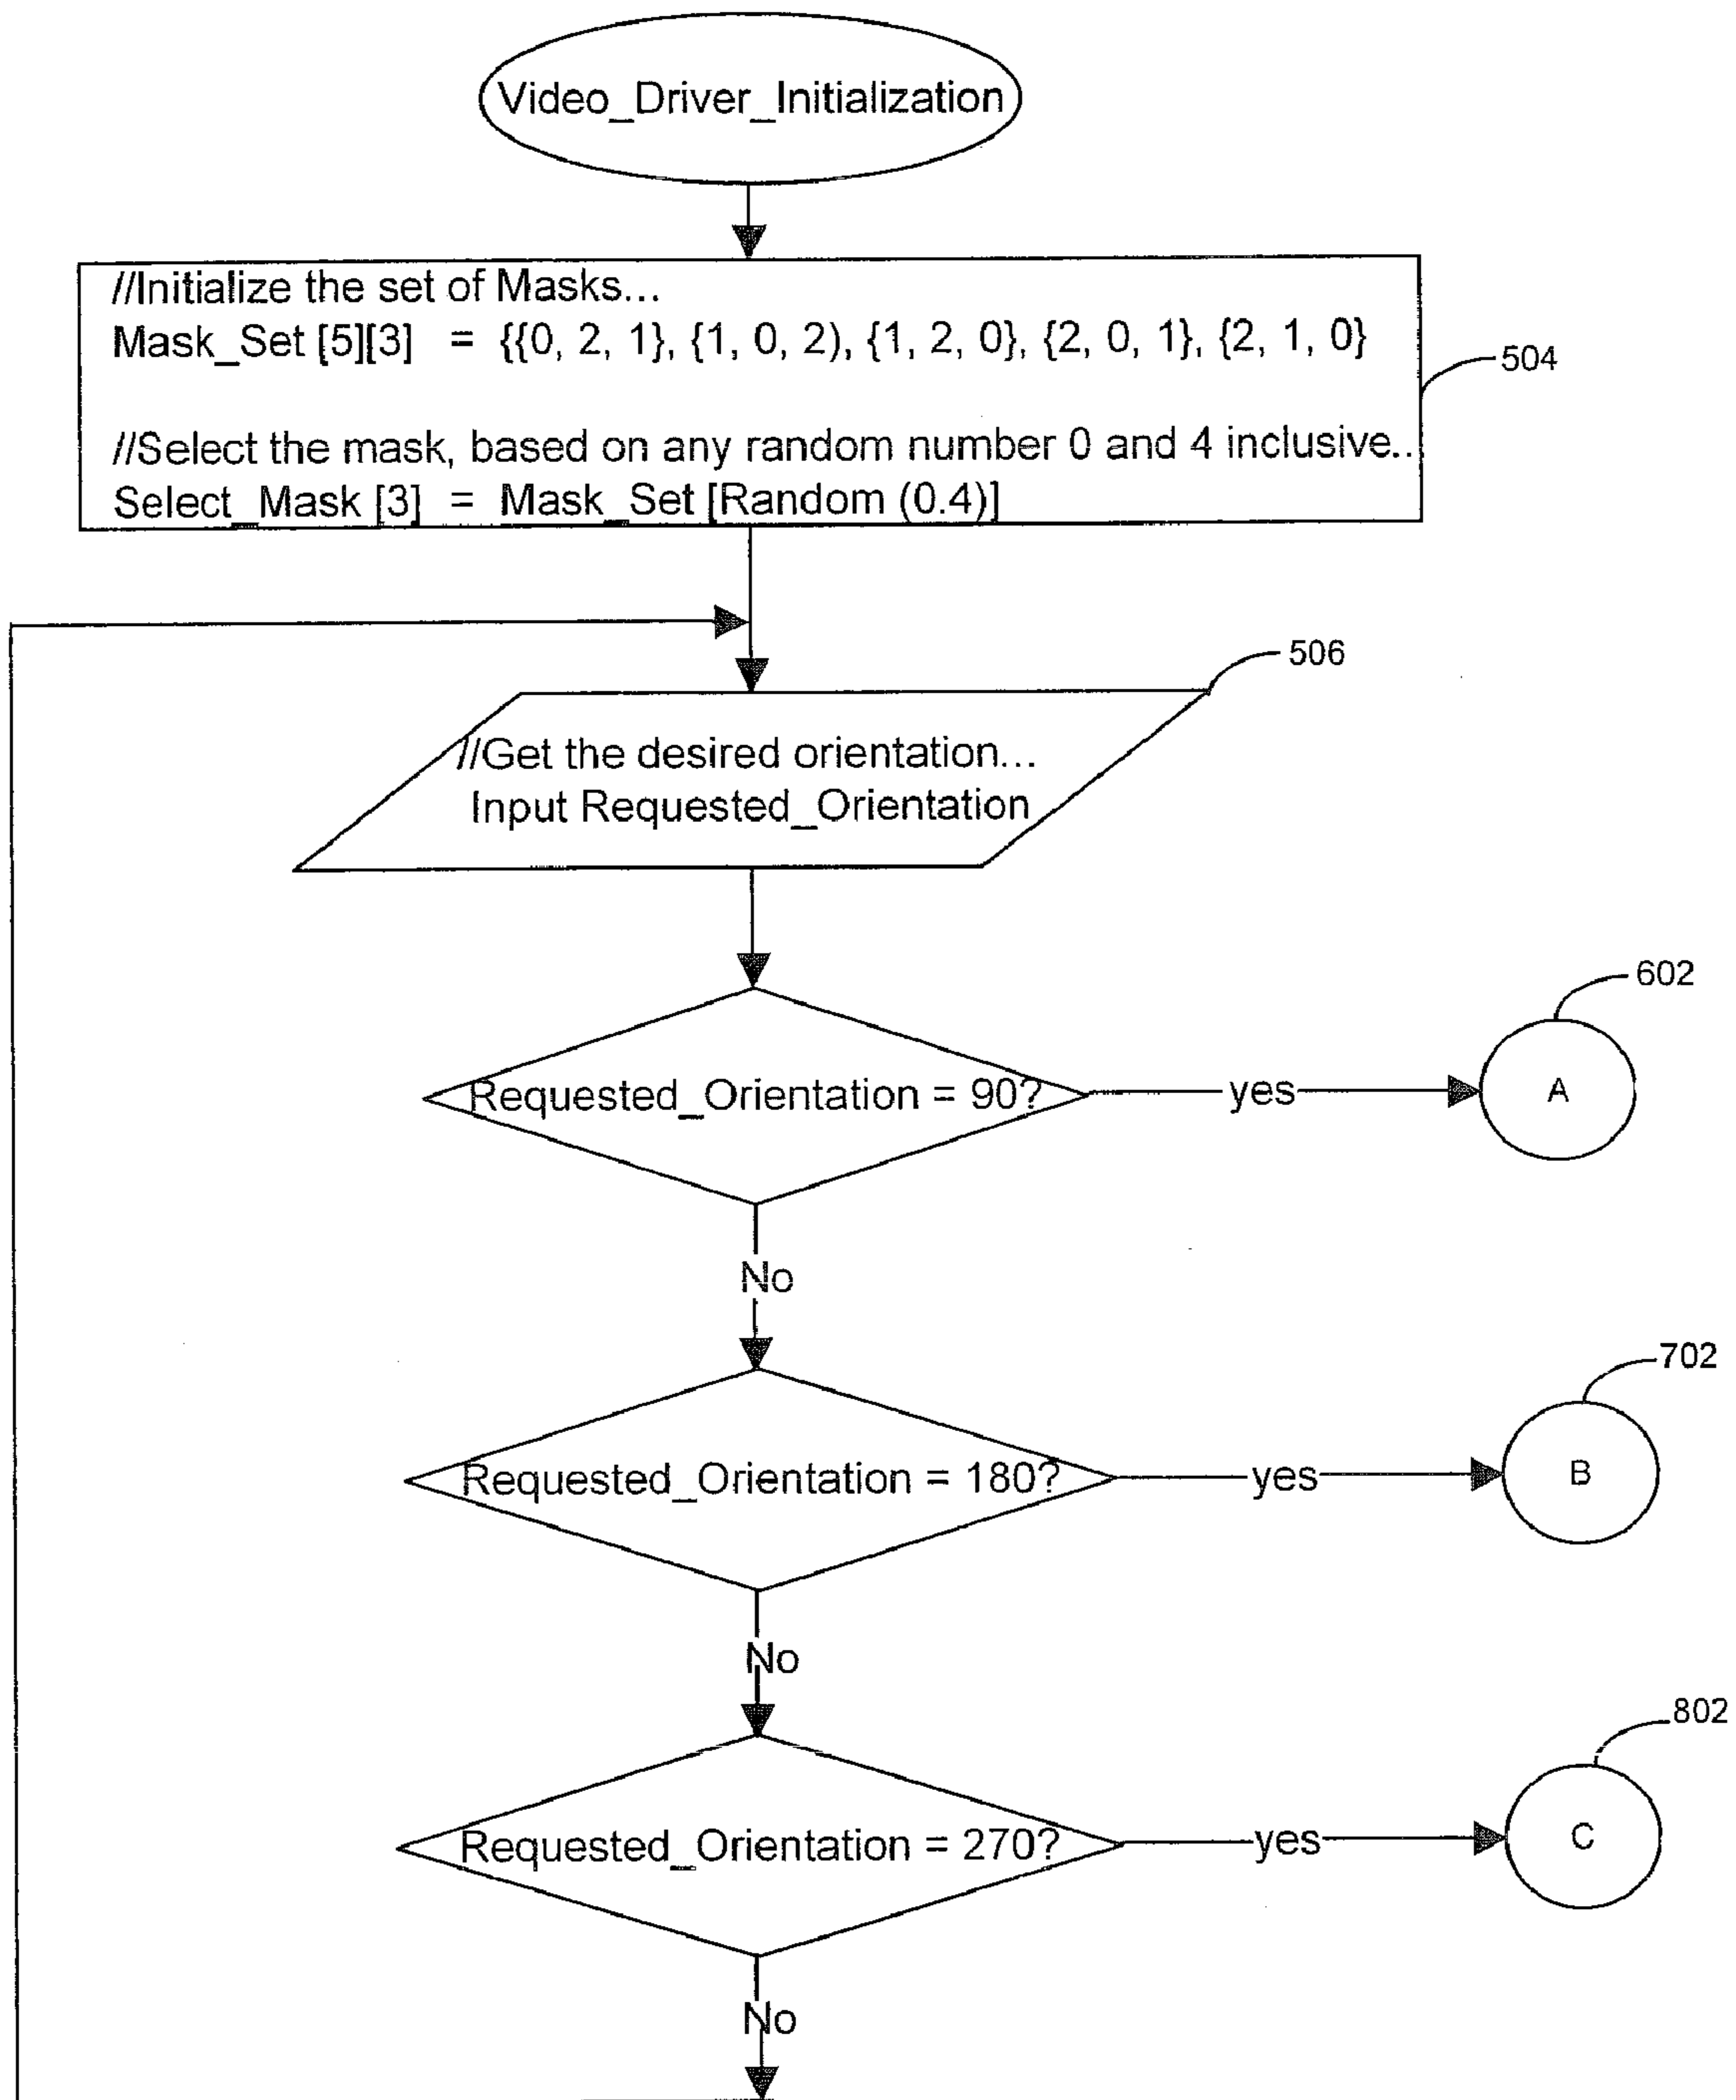 Video_Driver_Initialization
//Initialize the set of Masks...
Mask_Set [5][3] = {{0, 2, 1}, {1, 0, 2), {1, 2, 0}, {2, 0, 1}, {2, 1, 0}
504
//Select the mask, based on any random number 0 and 4 inclusive..
Select_Mask [3] = Mask_Set [Random (0.4)]
506
//Get the desired orientation...
Input Requested_Orientation
602
Requested_Orientation = 90?
yes
A
No
702
Requested_Orientation = 180?
yes
B
No
802
Requested_Orientation = 270?
yes
C
No